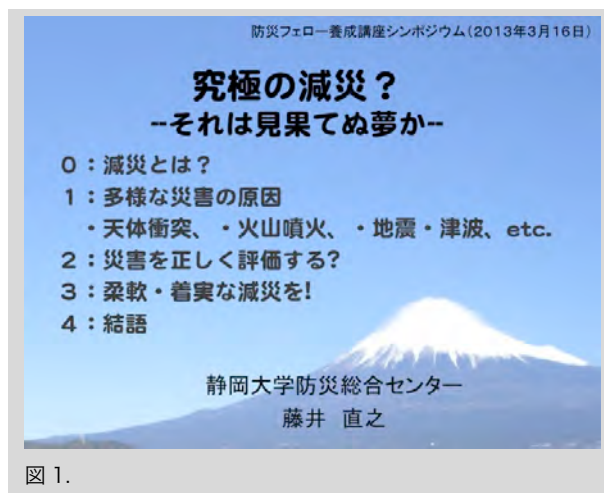 防災フェロー養成講座シンポジウム(2013年3月16日)
究極の減災？
--それは見果てぬ夢か--
0：減災とは？
1：多様な災害の原因
・天体衝突、・火山噴火、・地震・津波、etc.
2：災害を正しく評価する?
3：柔軟・着実な減災を!
4：結語
静岡大学防災総合センター
藤井 直之
図 1.